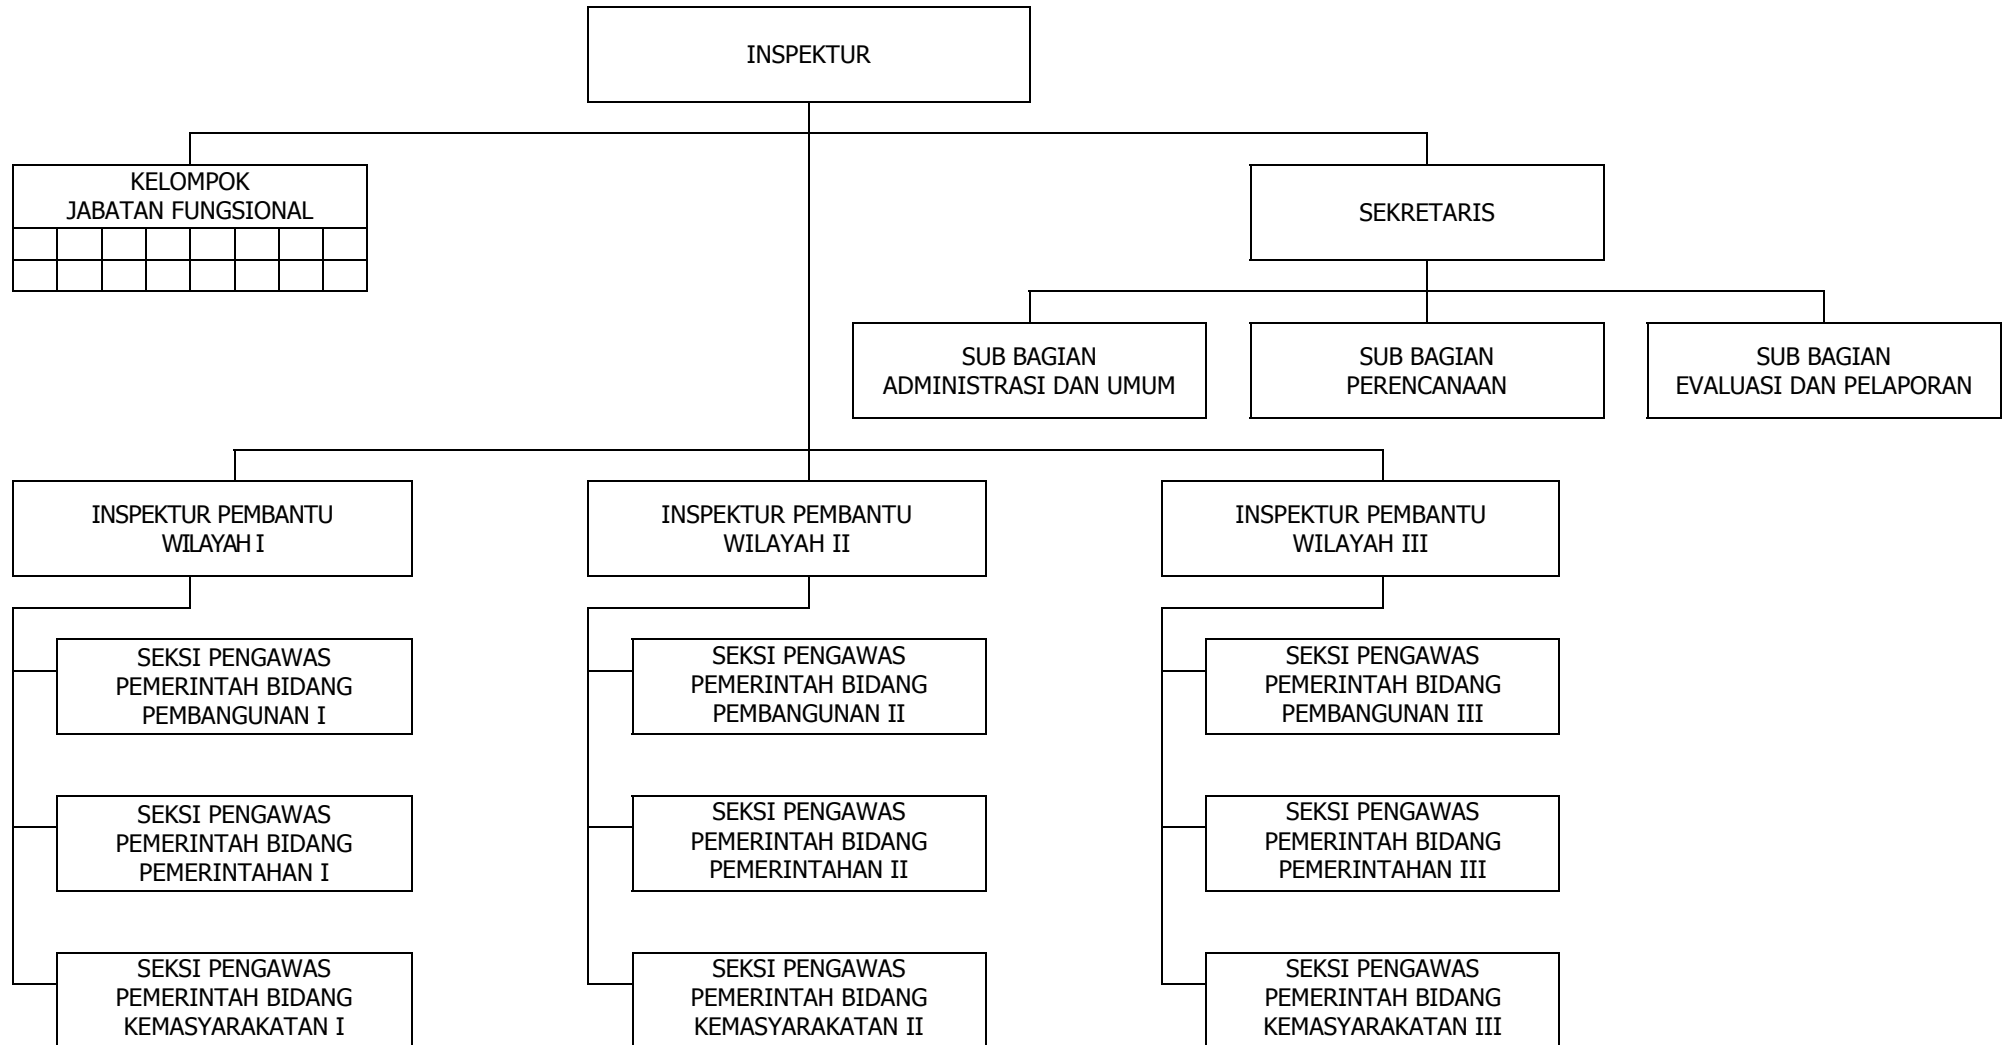 INSPEKTUR
KELOMPOK
JABATAN FUNGSIONAL
SEKRETARIS
SUB BAGIAN
ADMINISTRASI DAN UMUM
SUB BAGIAN
PERENCANAAN
SUB BAGIAN
EVALUASI DAN PELAPORAN
INSPEKTUR PEMBANTU
WILAYAH I
INSPEKTUR PEMBANTU
WILAYAH II
INSPEKTUR PEMBANTU
WILAYAH III
SEKSI PENGAWAS
PEMERINTAH BIDANG
PEMBANGUNAN I
SEKSI PENGAWAS
PEMERINTAH BIDANG
PEMBANGUNAN II
SEKSI PENGAWAS
PEMERINTAH BIDANG
PEMBANGUNAN III
SEKSI PENGAWAS
PEMERINTAH BIDANG
PEMERINTAHAN I
SEKSI PENGAWAS
PEMERINTAH BIDANG
PEMERINTAHAN II
SEKSI PENGAWAS
PEMERINTAH BIDANG
PEMERINTAHAN III
SEKSI PENGAWAS
PEMERINTAH BIDANG
KEMASYARAKATAN I
SEKSI PENGAWAS
PEMERINTAH BIDANG
KEMASYARAKATAN II
SEKSI PENGAWAS
PEMERINTAH BIDANG
KEMASYARAKATAN III